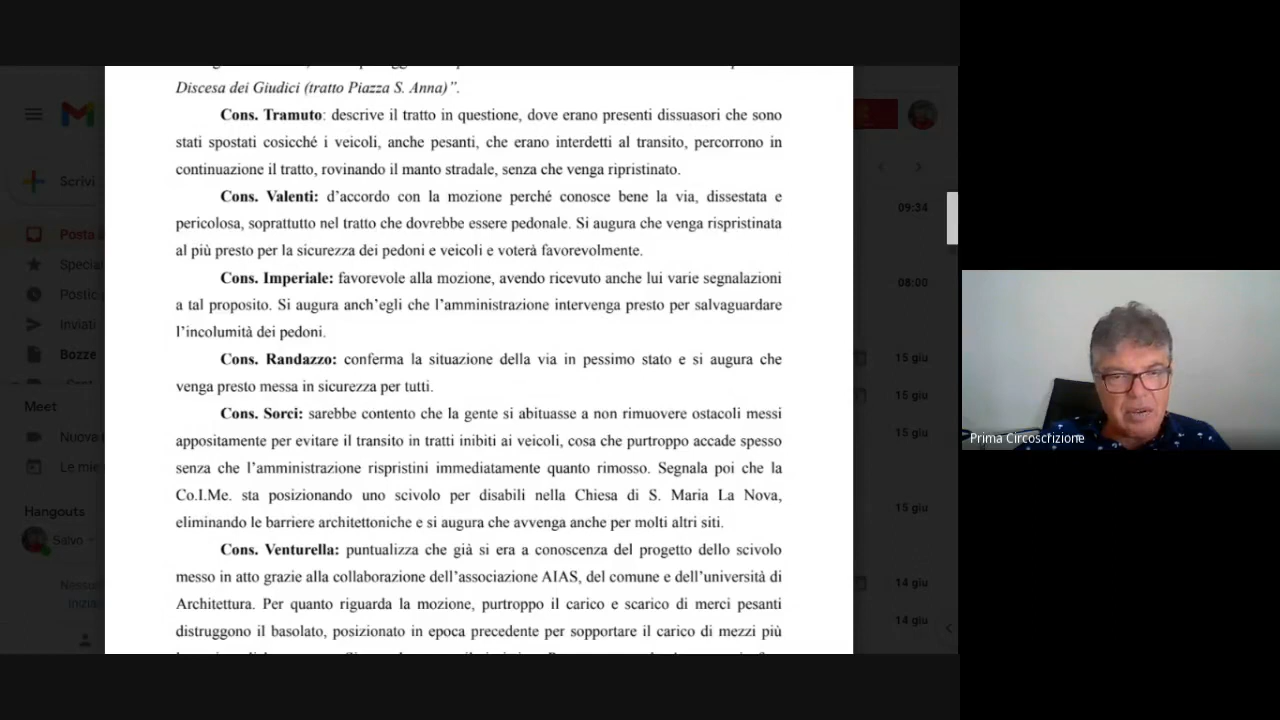 Discesa dei Giudici (tratto Piazza S. Anna)”.
Cons. Tramuto: descrive il tratto in questione, dove erano presenti dissuasori che sono
stati spostati cosicché i veicoli, anche pesanti, che erano interdetti al transito, percorrono in
continuazione il tratto, rovinando il manto stradale, senza che venga ripristinato.
Cons. Valenti: d’accordo con la mozione perché conosce bene la via, dissestata e
pericolosa, soprattutto nel tratto che dovrebbe essere pedonale. Si augura che venga rispristinata
al più presto per la sicurezza dei pedoni e veicoli e voterà favorevolmente.
Cons. Imperiale: favorevole alla mozione, avendo ricevuto anche lui varie segnalazioni
a tal proposito. Si augura anch’egli che l’amministrazione intervenga presto per salvaguardare
l’incolumità dei pedoni.
Cons. Randazzo: conferma la situazione della via in pessimo stato e si augura che
venga presto messa in sicurezza per tutti.
Cons. Sorci: sarebbe contento che la gente si abituasse a non rimuovere ostacoli messi
appositamente per evitare il transito in tratti inibiti ai veicoli, cosa che purtroppo accade spesso
senza che l’amministrazione rispristini immediatamente quanto rimosso. Segnala poi che la
Co.I.Me. sta posizionando uno scivolo per disabili nella Chiesa di S. Maria La Nova,
eliminando le barriere architettoniche e si augura che avvenga anche per molti altri siti.
Cons. Venturella: puntualizza che già si era a conoscenza del progetto dello scivolo
messo in atto grazie alla collaborazione dell’associazione AIAS, del comune e dell’università di
Architettura. Per quanto riguarda la mozione, purtroppo il carico e scarico di merci pesanti
distruggono il basolato, posizionato in epoca precedente per sopportare il carico di mezzi più
Scrivi
Posta
Special
Postic
Inviati
Bozze
Meet
Nuova
Le mie
Hangouts
Salvo
Nessun
Inizia
09:34
08:00
15 giu
15 giu
15 giu
15 giu
14 giu
14 giu
Prima Circoscrizione